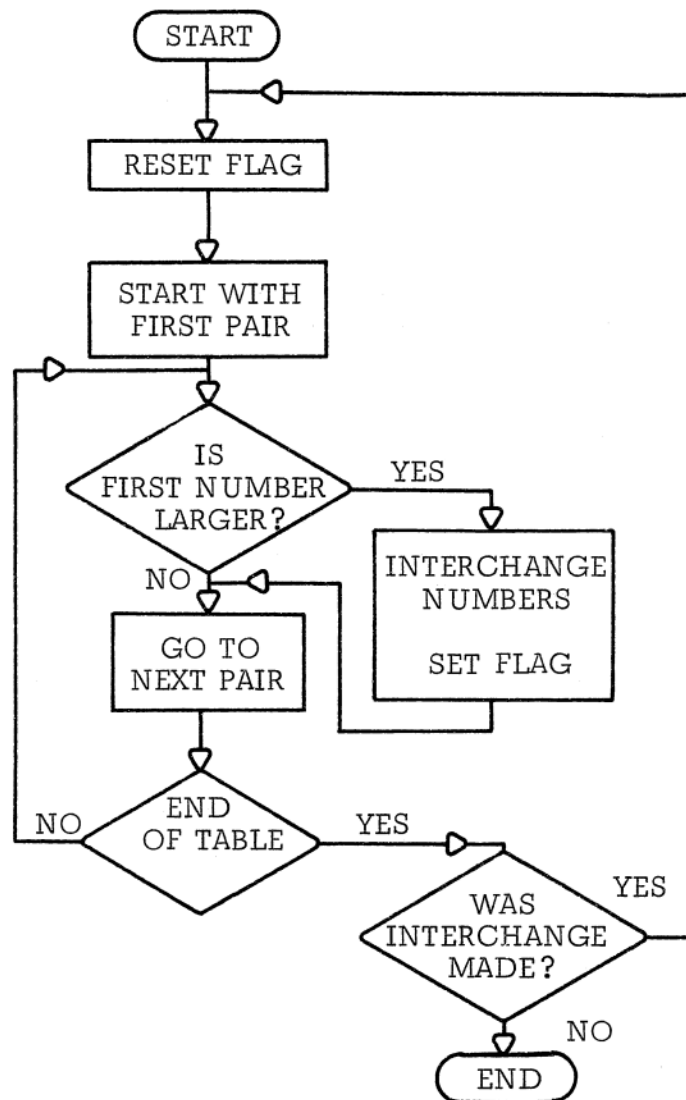 START
RESET FLAG
START WITH
FIRST PAIR
IS
FIRST NUMBER
LARGER?
YES
INTERCHANGE
NUMBERS
SET FLAG
NO
GO TO
NEXT PAIR
END
OF TABLE
NO
YES
WAS
INTERCHANGE
MADE?
YES
NO
END